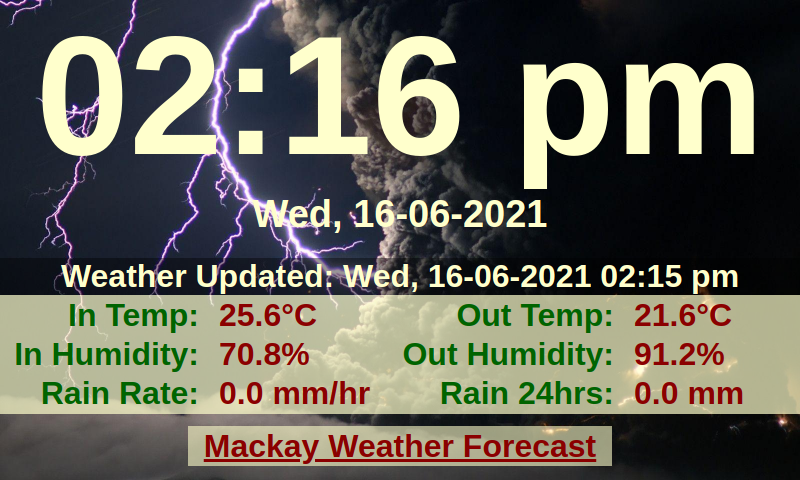 02:16 pm
Wed, 16-06-2021
Weather Updated: Wed, 16-06-2021 02:15 pm
In Temp: 25.6°C Out Temp: 21.6°C
In Humidity: 70.8% Out Humidity: 91.2%
Rain Rate: 0.0 mm/hr Rain 24hrs: 0.0 mm
Mackay Weather Forecast